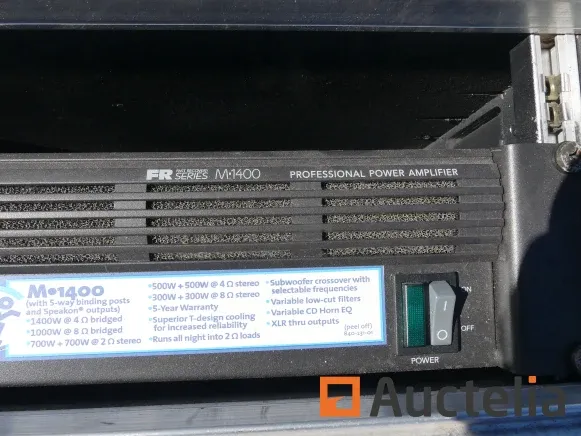 FR SERIES M•1400 PROFESSIONAL POWER AMPLIFIER
M•1400
(with 5-way binding posts
and Speakon® outputs)
•1400W @ 4 Ω bridged
•1000W @ 8 Ω bridged
•700W + 700W @ 2 Ω stereo
•500W + 500W @ 4 Ω stereo
•300W + 300W @ 8 Ω stereo
•5-Year Warranty
•Superior T-design cooling
for increased reliability
•Runs all night into 2 Ω loads
•Subwoofer crossover with
selectable frequencies
•Variable low-cut filters
•Variable CD Horn EQ
•XLR thru outputs
(peel off)
ON
OFF
POWER
Auctelia